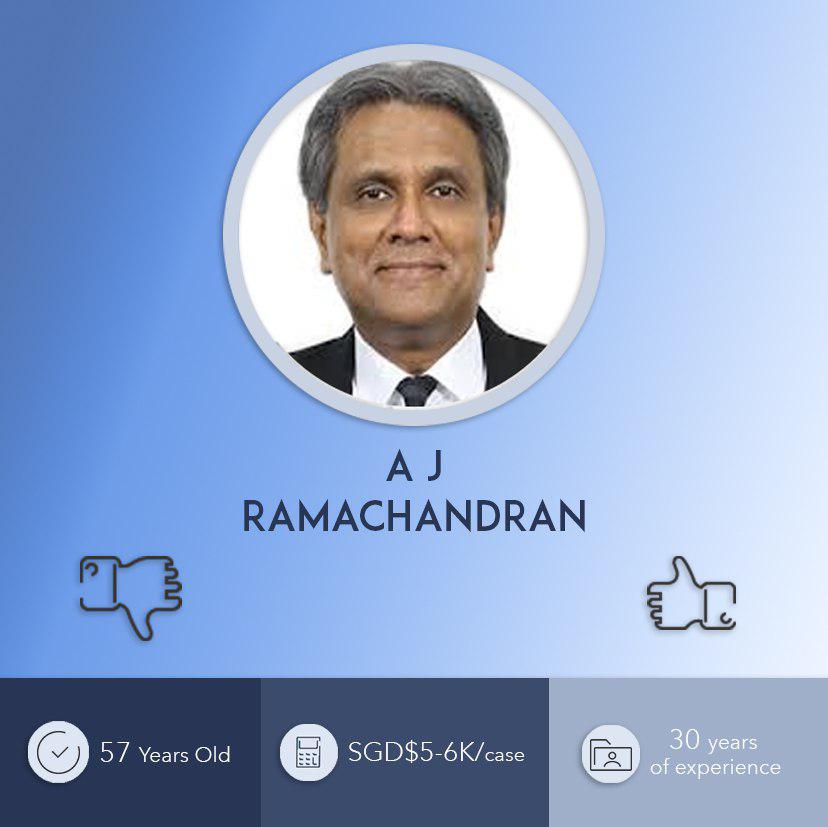 A J
RAMACHANDRAN
57 Years Old
SGD$5-6K/case
30 years
of experience